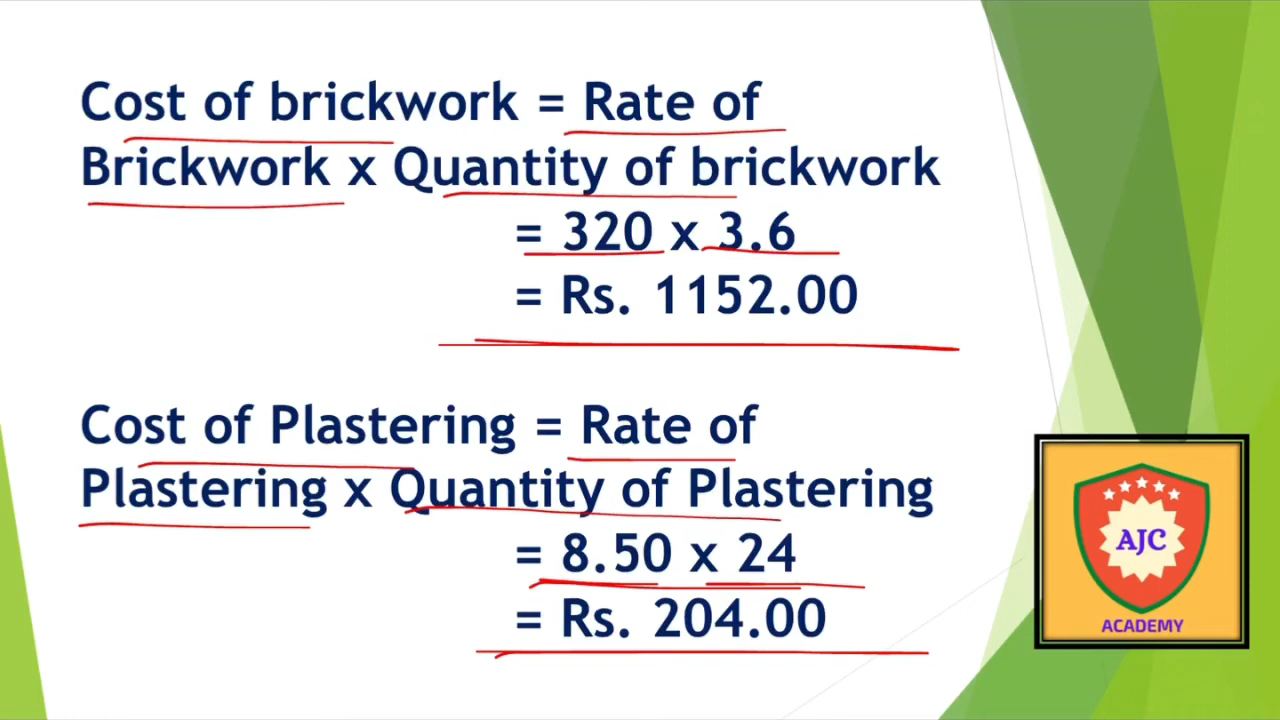 Cost of brickwork = Rate of
Brickwork x Quantity of brickwork
= 320 x 3.6
= Rs. 1152.00
Cost of Plastering = Rate of
Plastering x Quantity of Plastering
= 8.50 x 24
= Rs. 204.00
AJC
ACADEMY